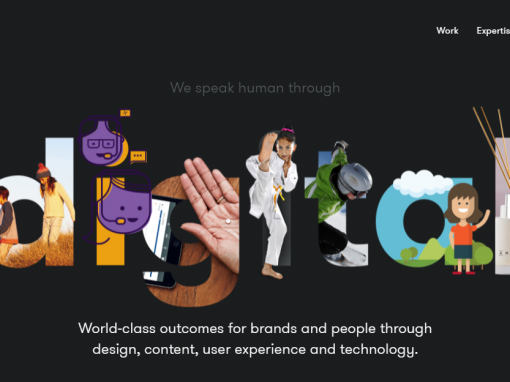 Work Expertis
We speak human through
digital
World-class outcomes for brands and people through
design, content, user experience and technology.